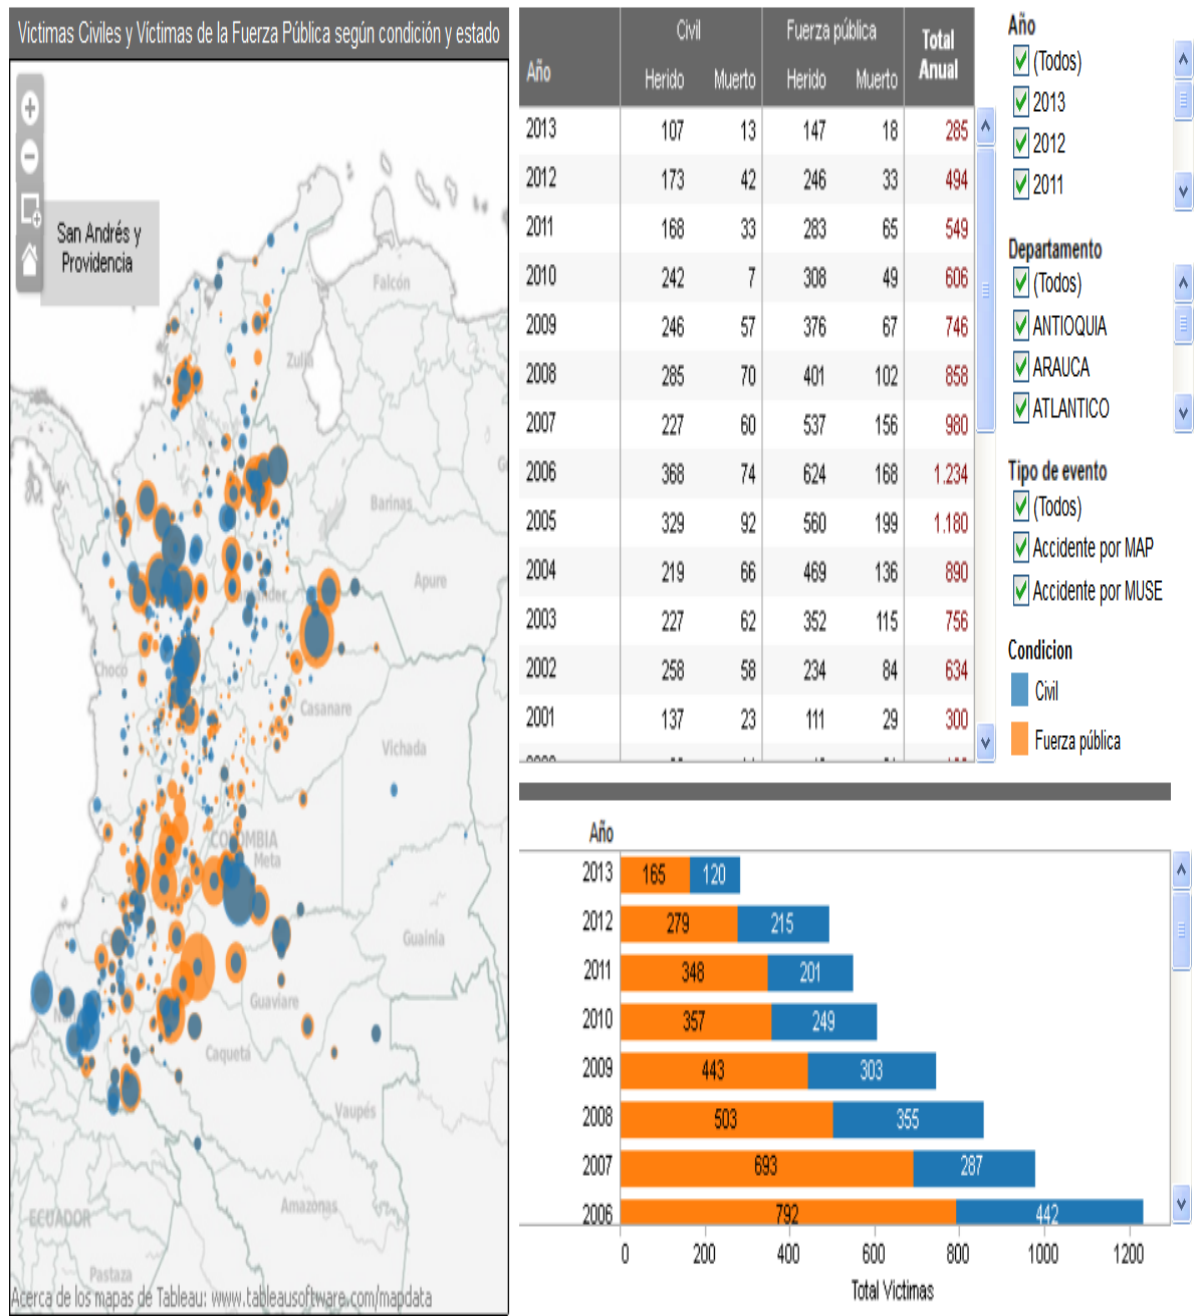 Victimas Civiles y Víctimas de la Fuerza Pública según condición y estado
San Andrés y
Providencia
Falcón
Zulia
Barinas
Apure
Chocó
Casanare
Vichada
COLOMBIA
Meta
Guainía
Guaviare
Caquetá
Vaupés
Amazonas
ECUADOR
Pastaza
Acerca de los mapas de Tableau: www.tableausoftware.com/mapdata
Civil Fuerza pública Total Anual
Año Herido Muerto Herido Muerto
2013 107 13 147 18 285
2012 173 42 246 33 494
2011 168 33 283 65 549
2010 242 7 308 49 606
2009 246 57 376 67 746
2008 285 70 401 102 858
2007 227 60 537 156 980
2006 368 74 624 168 1.234
2005 329 92 560 199 1.180
2004 219 66 469 136 890
2003 227 62 352 115 756
2002 258 58 234 84 634
2001 137 23 111 29 300
Año
(Todos)
2013
2012
2011
Departamento
(Todos)
ANTIOQUIA
ARAUCA
ATLANTICO
Tipo de evento
(Todos)
Accidente por MAP
Accidente por MUSE
Condicion
Civil
Fuerza pública
Año
2013 165 120
2012 279 215
2011 348 201
2010 357 249
2009 443 303
2008 503 355
2007 693 287
2006 792 442
0 200 400 600 800 1000 1200
Total Victimas